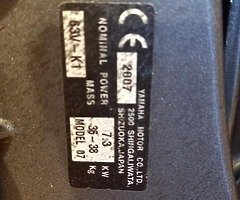 CE 2007
YAMAHA MOTOR CO., LTD.
2500 SHINGAI, IWATA
SHIZUOKA, JAPAN
63V-K1 MODEL 07
NOMINAL POWER 7.3 KW
MASS 36-38 Kg